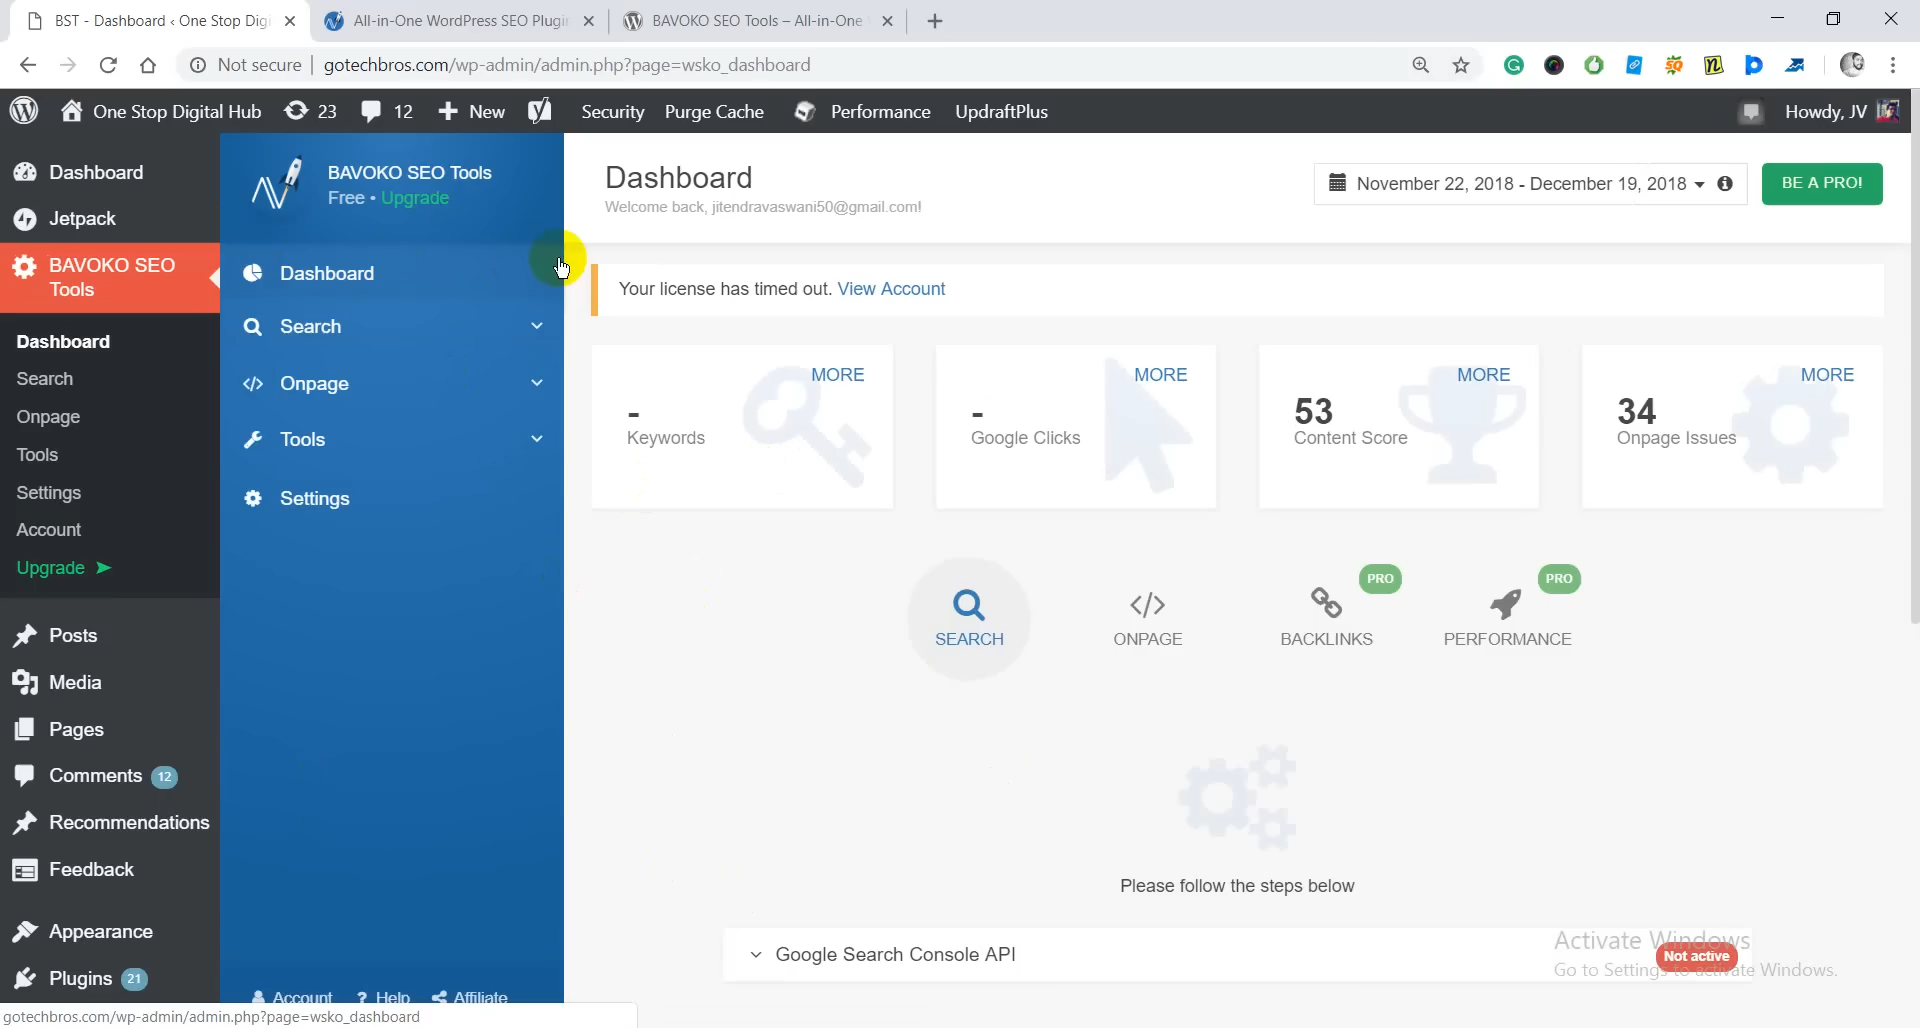 BST - Dashboard ‹ One Stop Digi
All-in-One WordPress SEO Plugin
BAVOKO SEO Tools – All-in-One
Not secure
gotechbros.com/wp-admin/admin.php?page=wsko_dashboard
One Stop Digital Hub
23
12
New
Security
Purge Cache
Performance
UpdraftPlus
Howdy, JV
Dashboard
Jetpack
BAVOKO SEO
Tools
Dashboard
Search
Onpage
Tools
Settings
Account
Upgrade
Posts
Media
Pages
Comments 12
Recommendations
Feedback
Appearance
Plugins 21
BAVOKO SEO Tools
Free • Upgrade
Dashboard
Search
Onpage
Tools
Settings
Account
Help
Affiliate
Dashboard
Welcome back, jitendravaswani50@gmail.com!
November 22, 2018 - December 19, 2018
BE A PRO!
Your license has timed out. View Account
MORE
-
Keywords
MORE
-
Google Clicks
MORE
53
Content Score
MORE
34
Onpage Issues
SEARCH
ONPAGE
PRO
BACKLINKS
PRO
PERFORMANCE
Please follow the steps below
Google Search Console API
Not active
Activate Windows
Go to Settings to activate Windows.
gotechbros.com/wp-admin/admin.php?page=wsko_dashboard